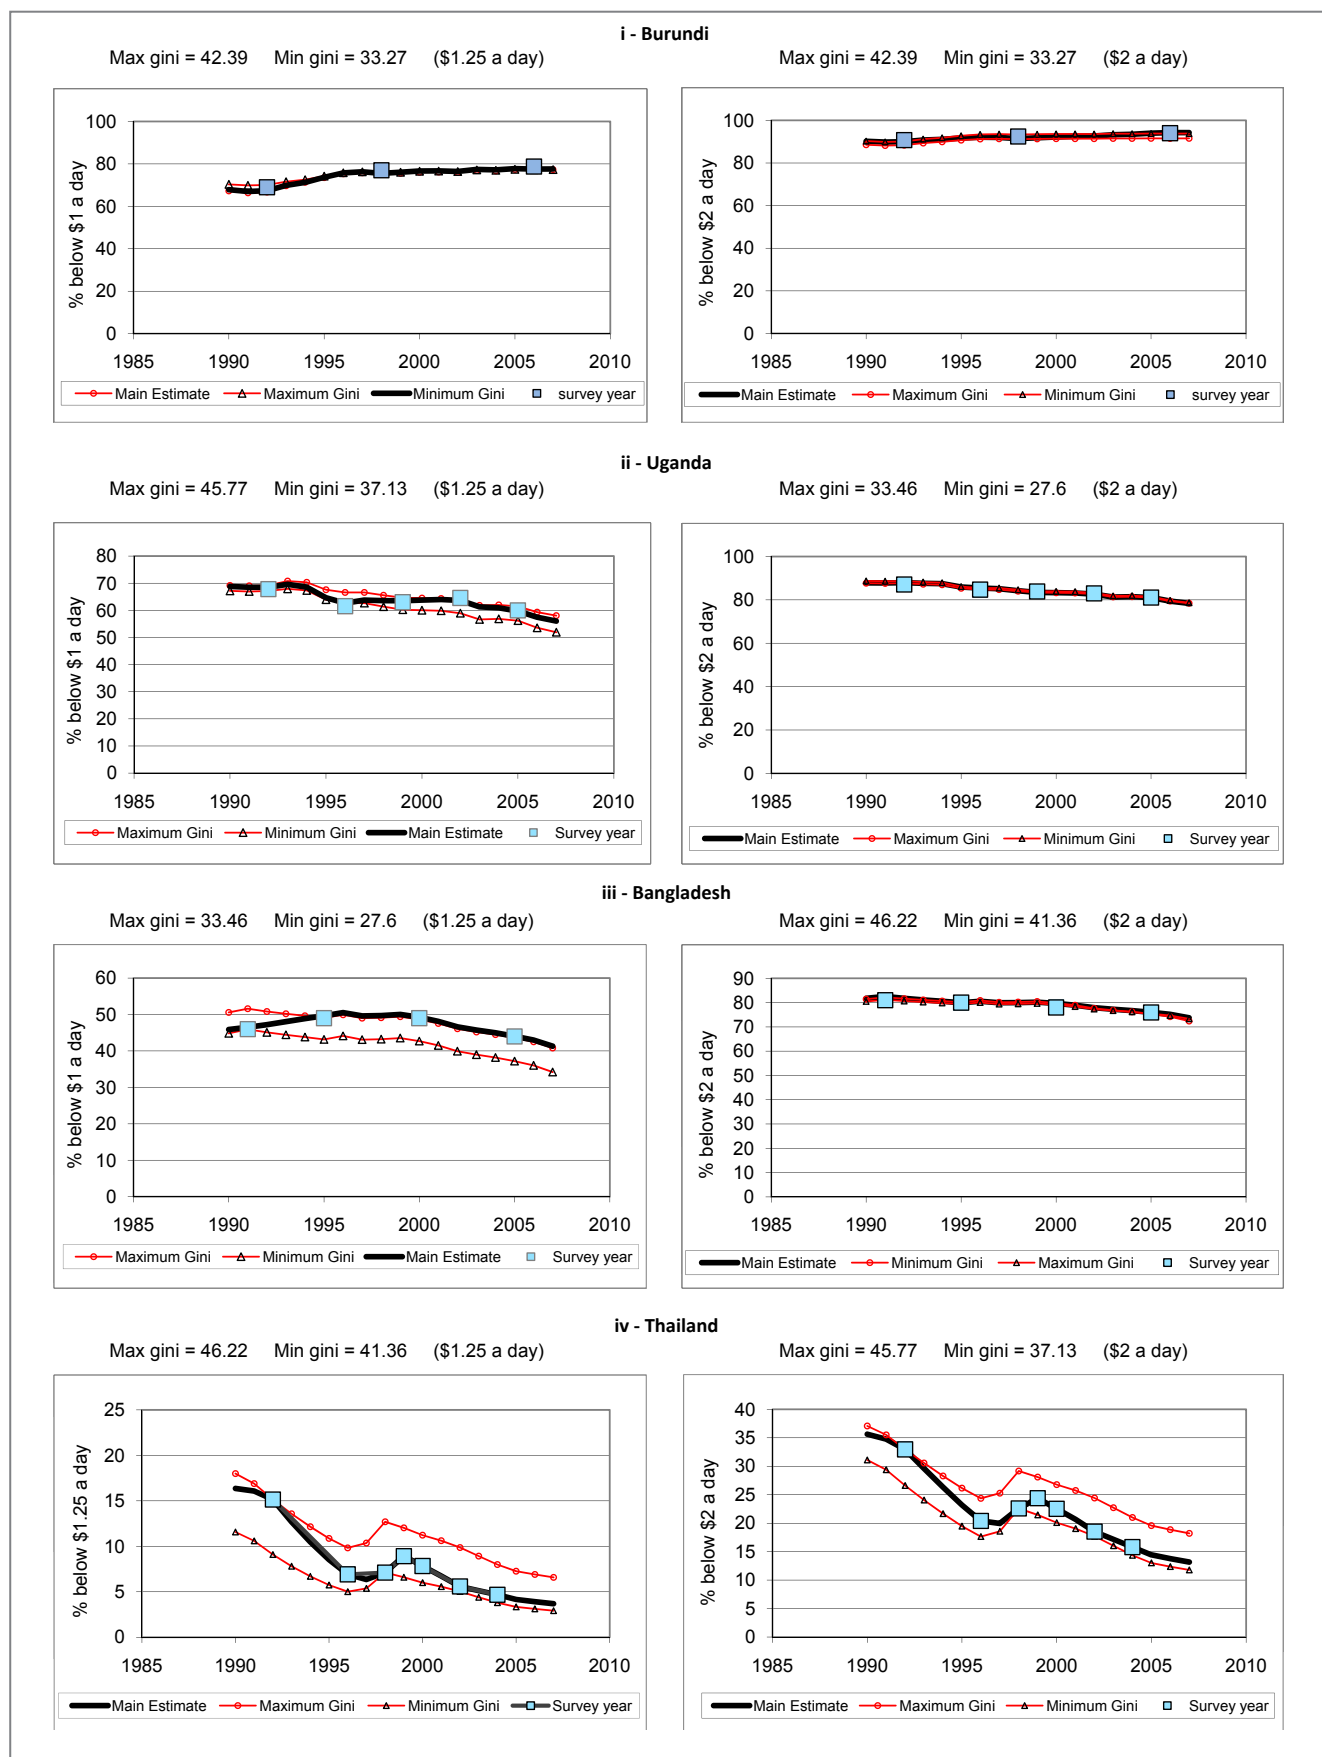 i - Burundi
Max gini = 42.39 Min gini = 33.27 ($1.25 a day)
Max gini = 42.39 Min gini = 33.27 ($2 a day)
% below $1 a day
100
80
60
40
20
0
1985 1990 1995 2000 2005 2010
Main Estimate Maximum Gini Minimum Gini survey year
% below $2 a day
100
80
60
40
20
0
1985 1990 1995 2000 2005 2010
Main Estimate Maximum Gini Minimum Gini survey year
ii - Uganda
Max gini = 45.77 Min gini = 37.13 ($1.25 a day)
Max gini = 33.46 Min gini = 27.6 ($2 a day)
% below $1 a day
80
70
60
50
40
30
20
10
0
1985 1990 1995 2000 2005 2010
Maximum Gini Minimum Gini Main Estimate Survey year
% below $2 a day
100
80
60
40
20
0
1985 1990 1995 2000 2005 2010
Main Estimate Maximum Gini Minimum Gini Survey year
iii - Bangladesh
Max gini = 33.46 Min gini = 27.6 ($1.25 a day)
Max gini = 46.22 Min gini = 41.36 ($2 a day)
% below $1 a day
60
50
40
30
20
10
0
1985 1990 1995 2000 2005 2010
Maximum Gini Minimum Gini Main Estimate Survey year
% below $2 a day
90
80
70
60
50
40
30
20
10
0
1985 1990 1995 2000 2005 2010
Main Estimate Minimum Gini Maximum Gini Survey year
iv - Thailand
Max gini = 46.22 Min gini = 41.36 ($1.25 a day)
Max gini = 45.77 Min gini = 37.13 ($2 a day)
% below $1.25 a day
25
20
15
10
5
0
1985 1990 1995 2000 2005 2010
Main Estimate Maximum Gini Minimum Gini Survey year
% below $2 a day
40
35
30
25
20
15
10
5
0
1985 1990 1995 2000 2005 2010
Main Estimate Maximum Gini Minimum Gini Survey year